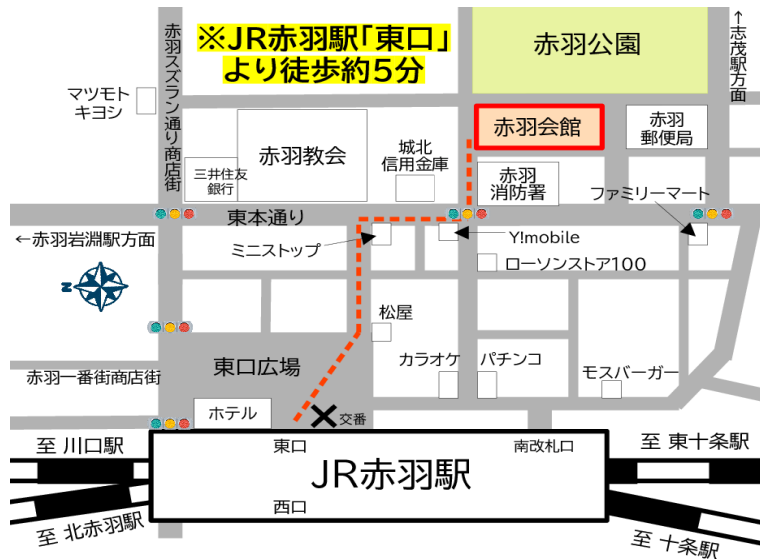 ※JR赤羽駅「東口」
より徒歩約5分
赤羽公園
↑志茂駅方面
赤羽スズラン通り商店街
マツモト
キヨシ
赤羽教会
三井住友
銀行
城北
信用金庫
赤羽会館
赤羽
郵便局
赤羽
消防署
ファミリーマート
東本通り
←赤羽岩淵駅方面
ミニストップ
Y!mobile
ローソンストア100
N
松屋
東口広場
カラオケ
パチンコ
モスバーガー
赤羽一番街商店街
ホテル
交番
至 川口駅
東口
南改札口
至 東十条駅
JR赤羽駅
西口
至 北赤羽駅
至 十条駅